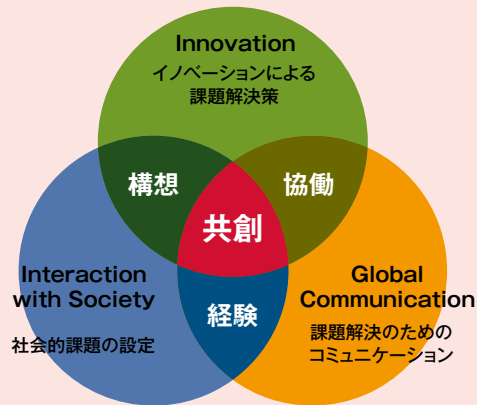 Innovation
イノベーションによる
課題解決策
構想
協働
共創
Interaction
with Society
社会的課題の設定
経験
Global
Communication
課題解決のための
コミュニケーション